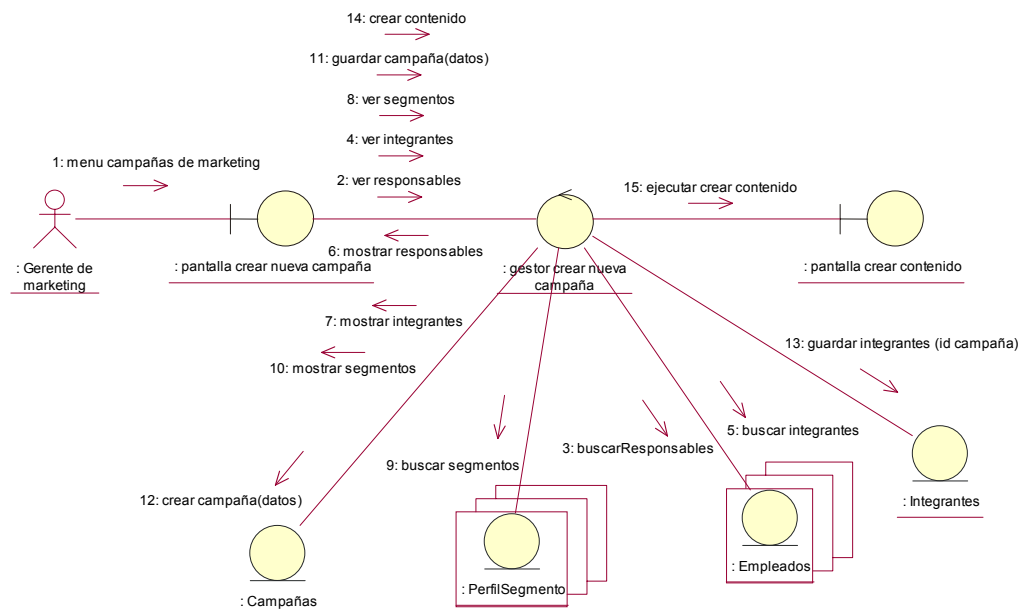 14: crear contenido
11: guardar campaña(datos)
8: ver segmentos
4: ver integrantes
1: menu campañas de marketing
2: ver responsables
15: ejecutar crear contenido
6: mostrar responsables
: Gerente de
marketing
: pantalla crear nueva campaña
: gestor crear nueva
campaña
: pantalla crear contenido
7: mostrar integrantes
13: guardar integrantes (id campaña)
10: mostrar segmentos
5: buscar integrantes
3: buscarResponsables
9: buscar segmentos
12: crear campaña(datos)
: Integrantes
: Empleados
: PerfilSegmento
: Campañas